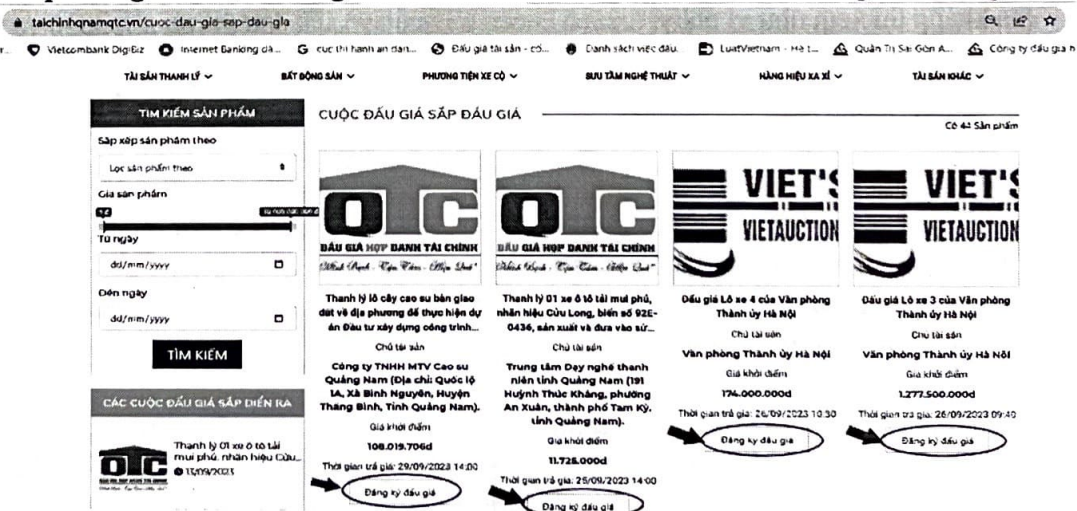 taichinhqnamqtc.vn/cuoc-dau-gia-sap-dau-gia
Vietcombank DigiBiz
Internet Banking
cục thi hành án dân...
Đấu giá tài sản - cổ...
Danh sách việc đấu...
LuatVietnam
Quản Trị Sài Gòn A...
Công ty đấu giá h
TÀI SẢN THANH LÝ
BẤT ĐỘNG SẢN
PHƯƠNG TIỆN XE CỘ
SƯU TẦM NGHỆ THUẬT
HÀNG HIỆU XA XỈ
TÀI SẢN KHÁC
TÌM KIẾM SẢN PHẨM
Sắp xếp sản phẩm theo
Lọc sản phẩm theo
Giá sản phẩm
Từ ngày
dd/mm/yyyy
Đến ngày
dd/mm/yyyy
TÌM KIẾM
CÁC CUỘC ĐẤU GIÁ SẮP DIỄN RA
QTC
Thanh lý 01 xe ô tô tải
mui phủ, nhãn hiệu Cửu...
CUỘC ĐẤU GIÁ SẮP ĐẤU GIÁ
Sản phẩm
QTC
ĐẤU GIÁ HỢP DANH TÀI CHÍNH
Thanh lý lô cây cao su bàn giao
đất về địa phương để thực hiện dự
án Đầu tư xây dựng công trình...
Chủ tài sản
Công ty TNHH MTV Cao su
Quảng Nam (Địa chỉ: Quốc lộ
1A, Xã Bình Nguyên, Huyện
Thăng Bình, Tỉnh Quảng Nam).
Giá khởi điểm
108.019.706đ
Thời gian trả giá: 29/09/2023 14:00
Đăng ký đấu giá
QTC
ĐẤU GIÁ HỢP DANH TÀI CHÍNH
Thanh lý 01 xe ô tô tải mui phủ,
nhãn hiệu Cửu Long, biển số 92E-
0436, sản xuất và đưa vào sử...
Chủ tài sản
Trung tâm Dạy nghề thanh
niên tỉnh Quảng Nam (191
Huỳnh Thúc Kháng, phường
An Xuân, thành phố Tam Kỳ,
tỉnh Quảng Nam).
Giá khởi điểm
11.728.000đ
Thời gian trả giá: 25/09/2023 14:00
Đăng ký đấu giá
VIET'S
VIETAUCTION
Đấu giá Lô xe 4 của Văn phòng
Thành ủy Hà Nội
Chủ tài sản
Văn phòng Thành ủy Hà Nội
Giá khởi điểm
174.000.000đ
Thời gian trả giá: 26/09/2023 10:30
Đăng ký đấu giá
VIET'S
VIETAUCTION
Đấu giá Lô xe 3 của Văn phòng
Thành ủy Hà Nội
Chủ tài sản
Văn phòng Thành ủy Hà Nội
Giá khởi điểm
1.277.500.000đ
Thời gian trả giá: 26/09/2023 09:40
Đăng ký đấu giá